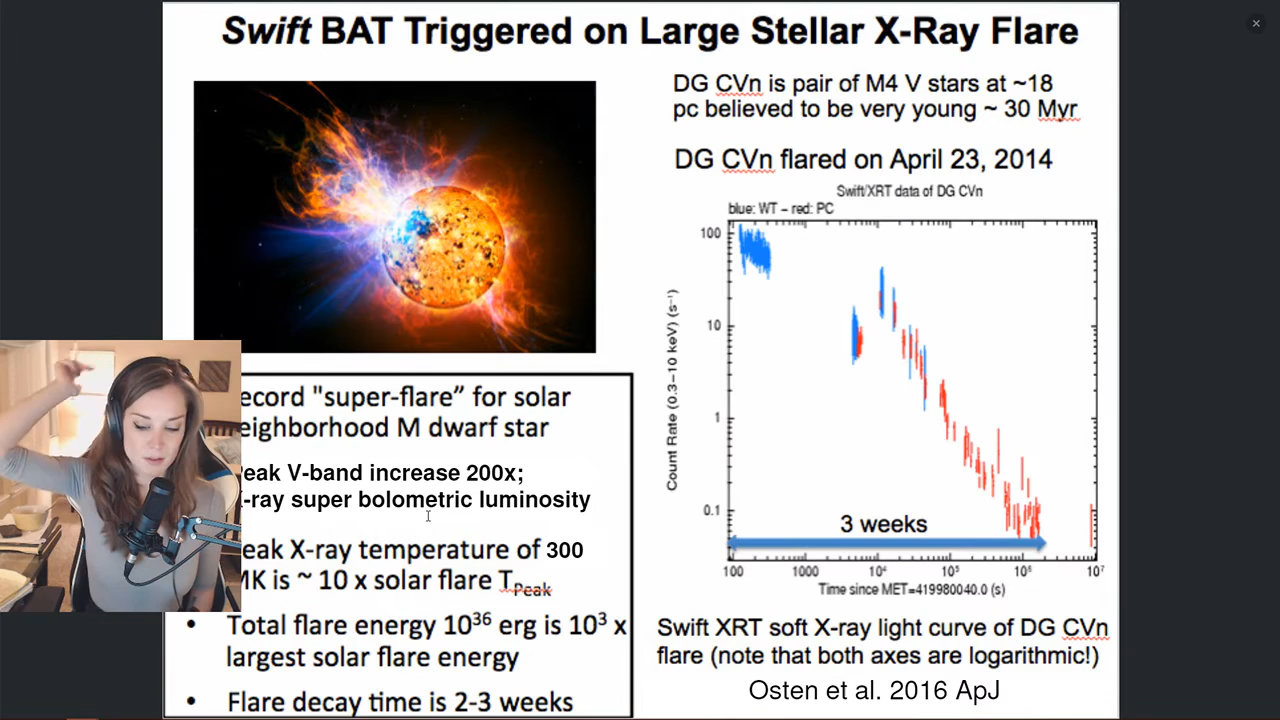 Swift BAT Triggered on Large Stellar X-Ray Flare
DG CVn is pair of M4 V stars at ~18
pc believed to be very young ~ 30 Myr
DG CVn flared on April 23, 2014
Swift/XRT data of DG CVn
blue: WT – red: PC
100
10
1
0.1
Count Rate (0.3–10 keV) (s⁻¹)
3 weeks
100 1000 10⁴ 10⁵ 10⁶ 10⁷
Time since MET=419980040.0 (s)
Swift XRT soft X-ray light curve of DG CVn
flare (note that both axes are logarithmic!)
Osten et al. 2016 ApJ
ecord "super-flare” for solar
eighborhood M dwarf star
eak V-band increase 200x;
-ray super bolometric luminosity
eak X-ray temperature of 300
MK is ~ 10 x solar flare TPeak
• Total flare energy 10³⁶ erg is 10³ x
largest solar flare energy
• Flare decay time is 2-3 weeks